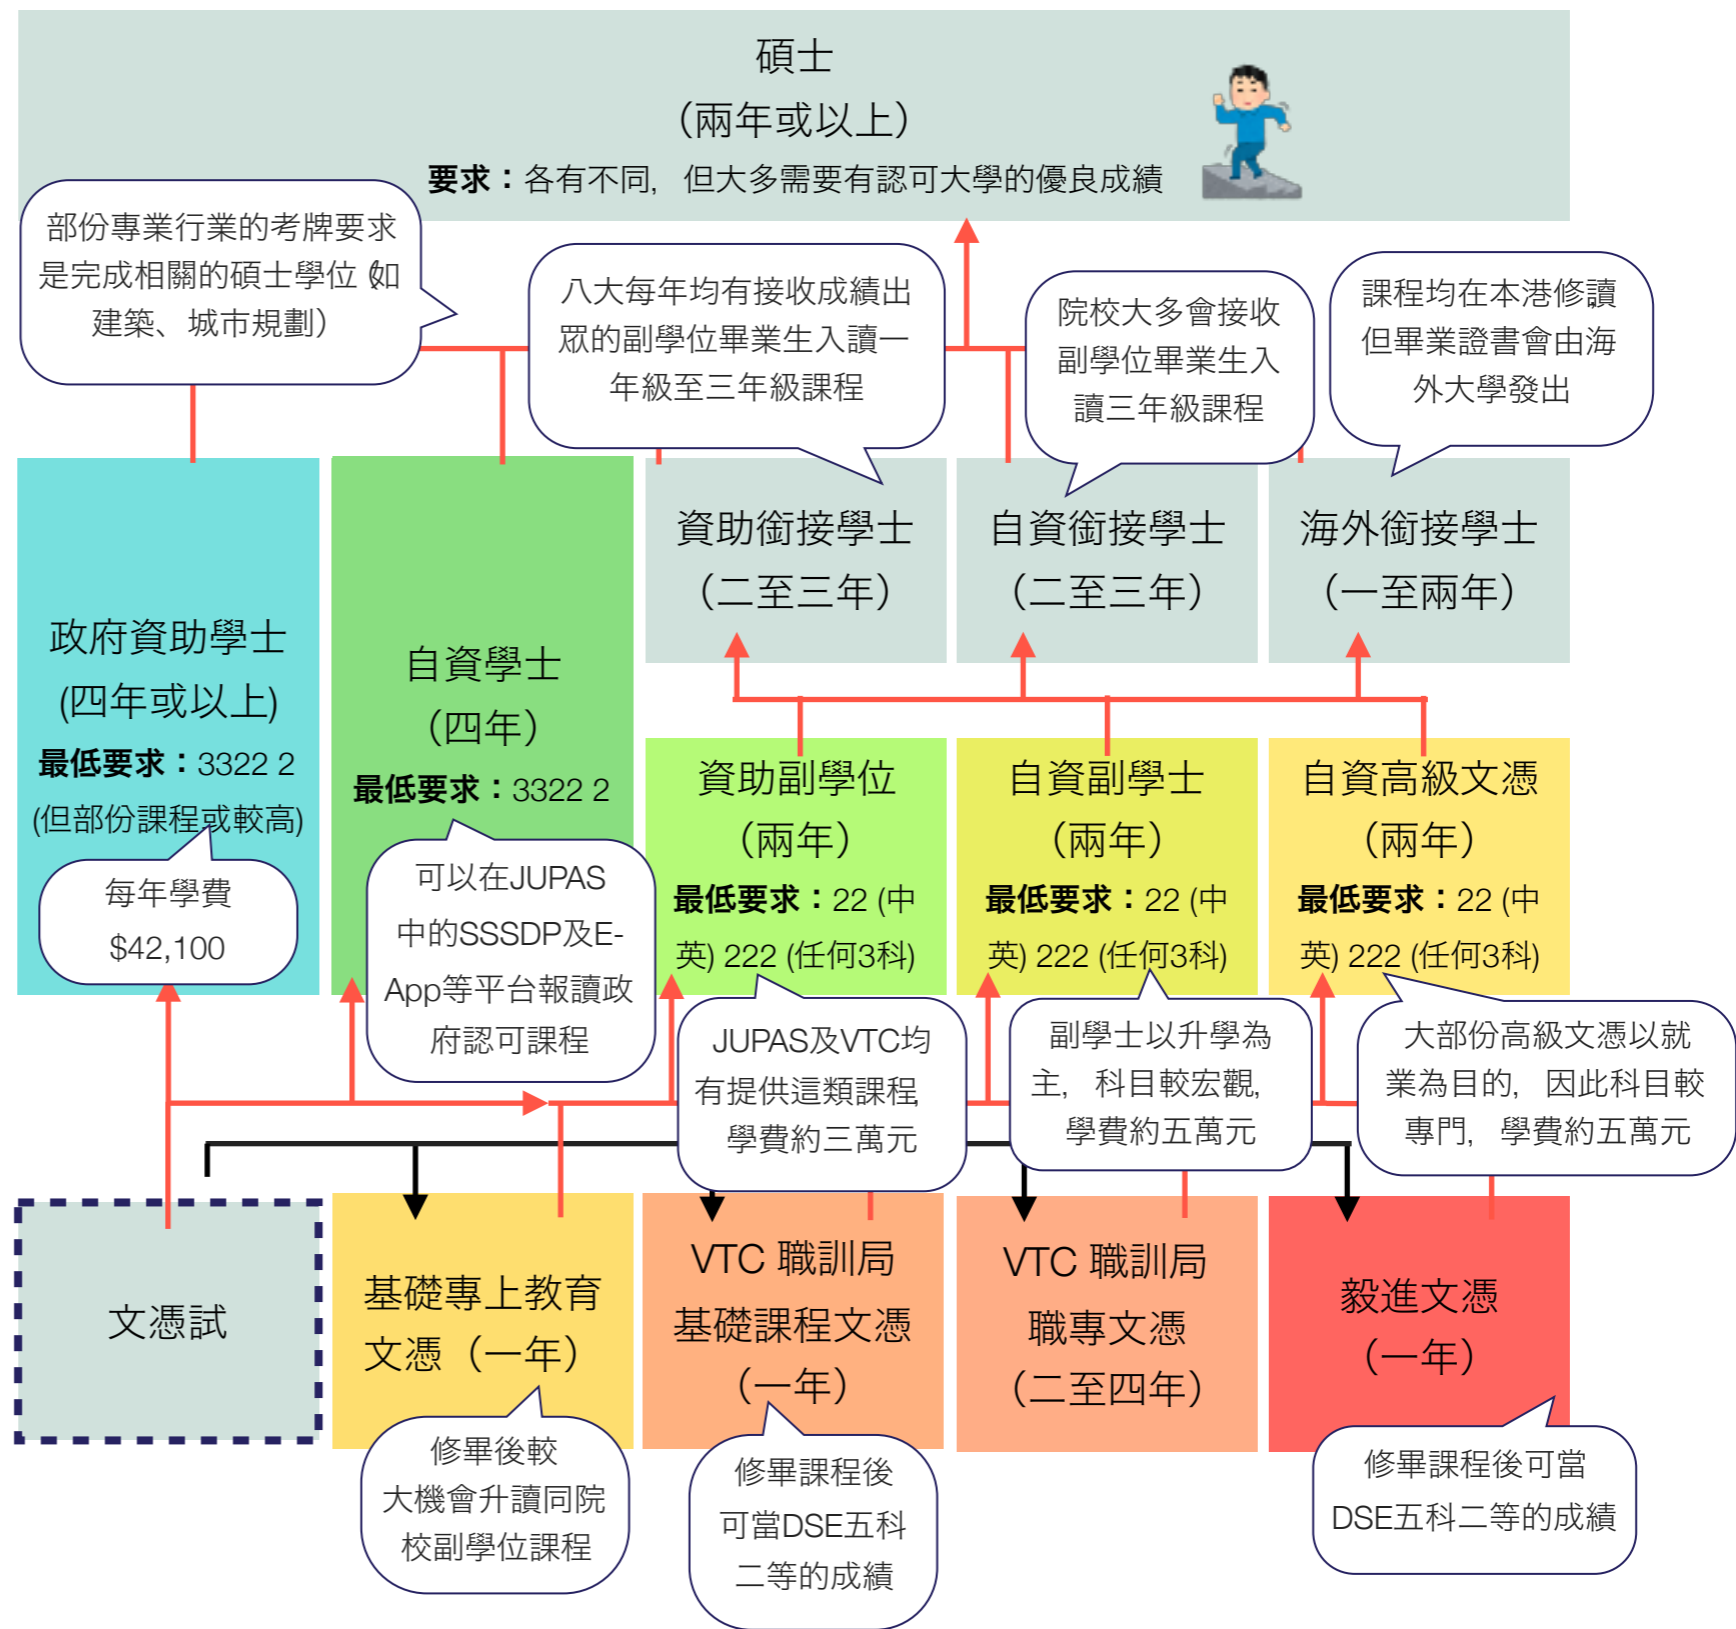 碩士
（兩年或以上）
要求：各有不同，但大多需要有認可大學的優良成績
部份專業行業的考牌要求
是完成相關的碩士學位（如
建築、城市規劃）
八大每年均有接收成績出
眾的副學位畢業生入讀一
年級至三年級課程
院校大多會接收
副學位畢業生入
讀三年級課程
課程均在本港修讀，
但畢業證書會由海
外大學發出
政府資助學士
(四年或以上)
最低要求：3322 2
(但部份課程或較高)
每年學費
$42,100
自資學士
（四年）
最低要求：3322 2
可以在JUPAS
中的SSSDP及E-
App等平台報讀政
府認可課程
資助銜接學士
（二至三年）
自資銜接學士
（二至三年）
海外銜接學士
（一至兩年）
資助副學位
（兩年）
最低要求：22 (中
英) 222 (任何3科)
JUPAS及VTC均
有提供這類課程，
學費約三萬元
自資副學士
（兩年）
最低要求：22 (中
英) 222 (任何3科)
副學士以升學為
主，科目較宏觀，
學費約五萬元
自資高級文憑
（兩年）
最低要求：22 (中
英) 222 (任何3科)
大部份高級文憑以就
業為目的，因此科目較
專門，學費約五萬元
文憑試
基礎專上教育
文憑（一年）
修畢後較
大機會升讀同院
校副學位課程
VTC 職訓局
基礎課程文憑
（一年）
修畢課程後
可當DSE五科
二等的成績
VTC 職訓局
職專文憑
（二至四年）
毅進文憑
（一年）
修畢課程後可當
DSE五科二等的成績